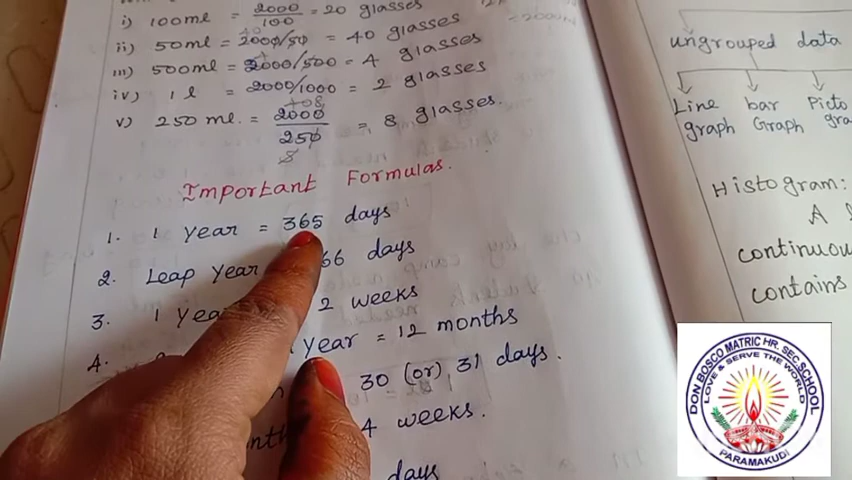 i) 100ml = 2000/100 = 20 glasses
ii) 50ml = 2000/50 = 40 glasses
iii) 500ml = 2000/500 = 4 glasses
iv) 1 l = 2000/1000 = 2 glasses
v) 250 ml. = 2000/250 = 8 glasses.
Important Formulas.
1. 1 year = 365 days
2. Leap year 66 days
3. 1 yea 2 weeks
4. year = 12 months
30 (or) 31 days.
4 weeks.
days
ungrouped data
Line bar Picto
graph Graph gra
Histogram:
A
continuou
contains
DON BOSCO MATRIC HR. SEC SCHOOL
LOVE & SERVE THE WORLD
PARAMAKUDI